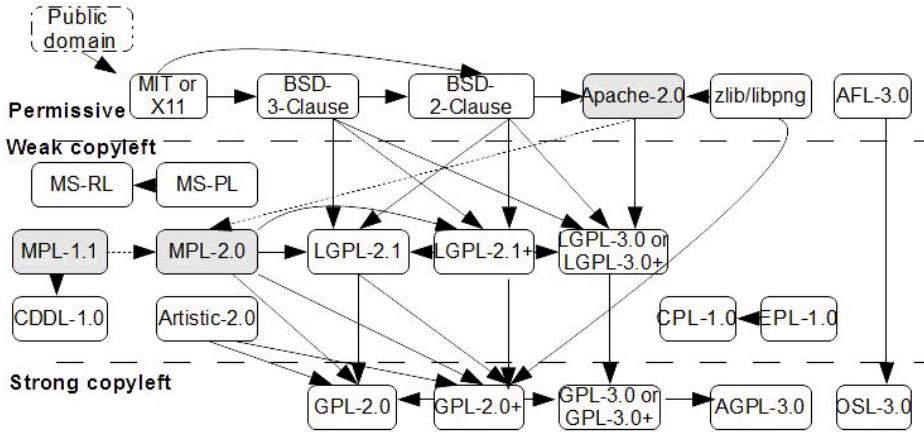 Public
domain
MIT or
X11
BSD-
3-Clause
BSD-
2-Clause
Apache-2.0
zlib/libpng
AFL-3.0
Permissive
Weak copyleft
MS-RL
MS-PL
MPL-1.1
MPL-2.0
LGPL-2.1
LGPL-2.1+
LGPL-3.0 or
LGPL-3.0+
CDDL-1.0
Artistic-2.0
CPL-1.0
EPL-1.0
Strong copyleft
GPL-2.0
GPL-2.0+
GPL-3.0 or
GPL-3.0+
AGPL-3.0
OSL-3.0